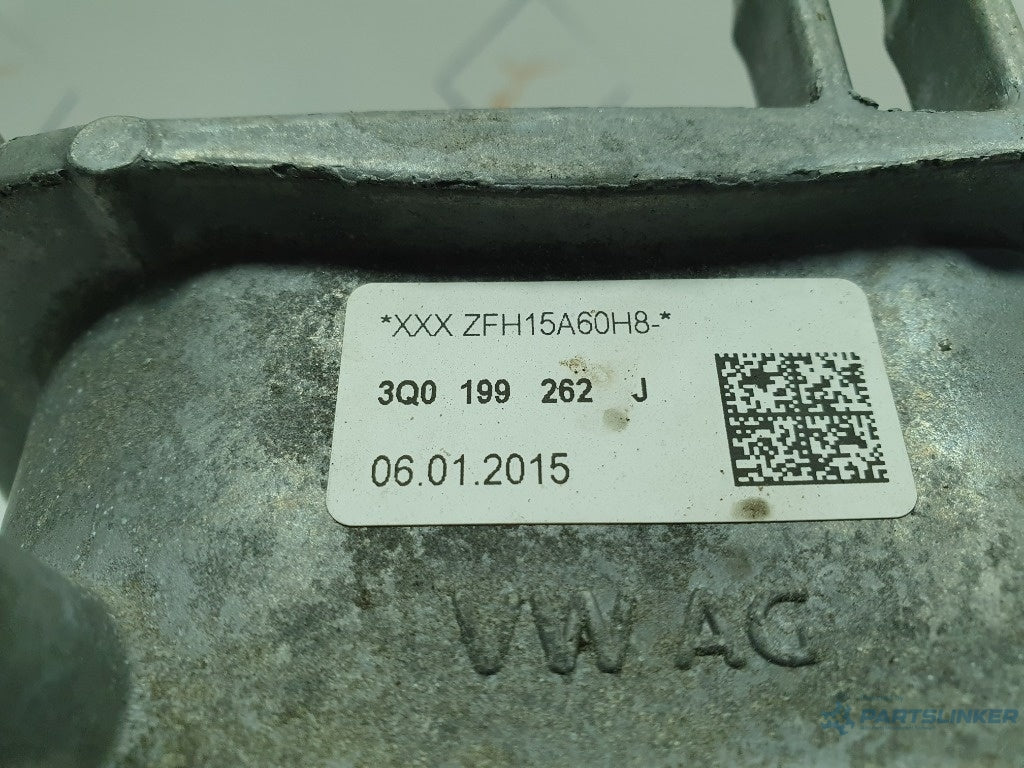 *XXX ZFH15A60H8-*
3Q0 199 262 J
06.01.2015
VW AG
PARTSLINKER